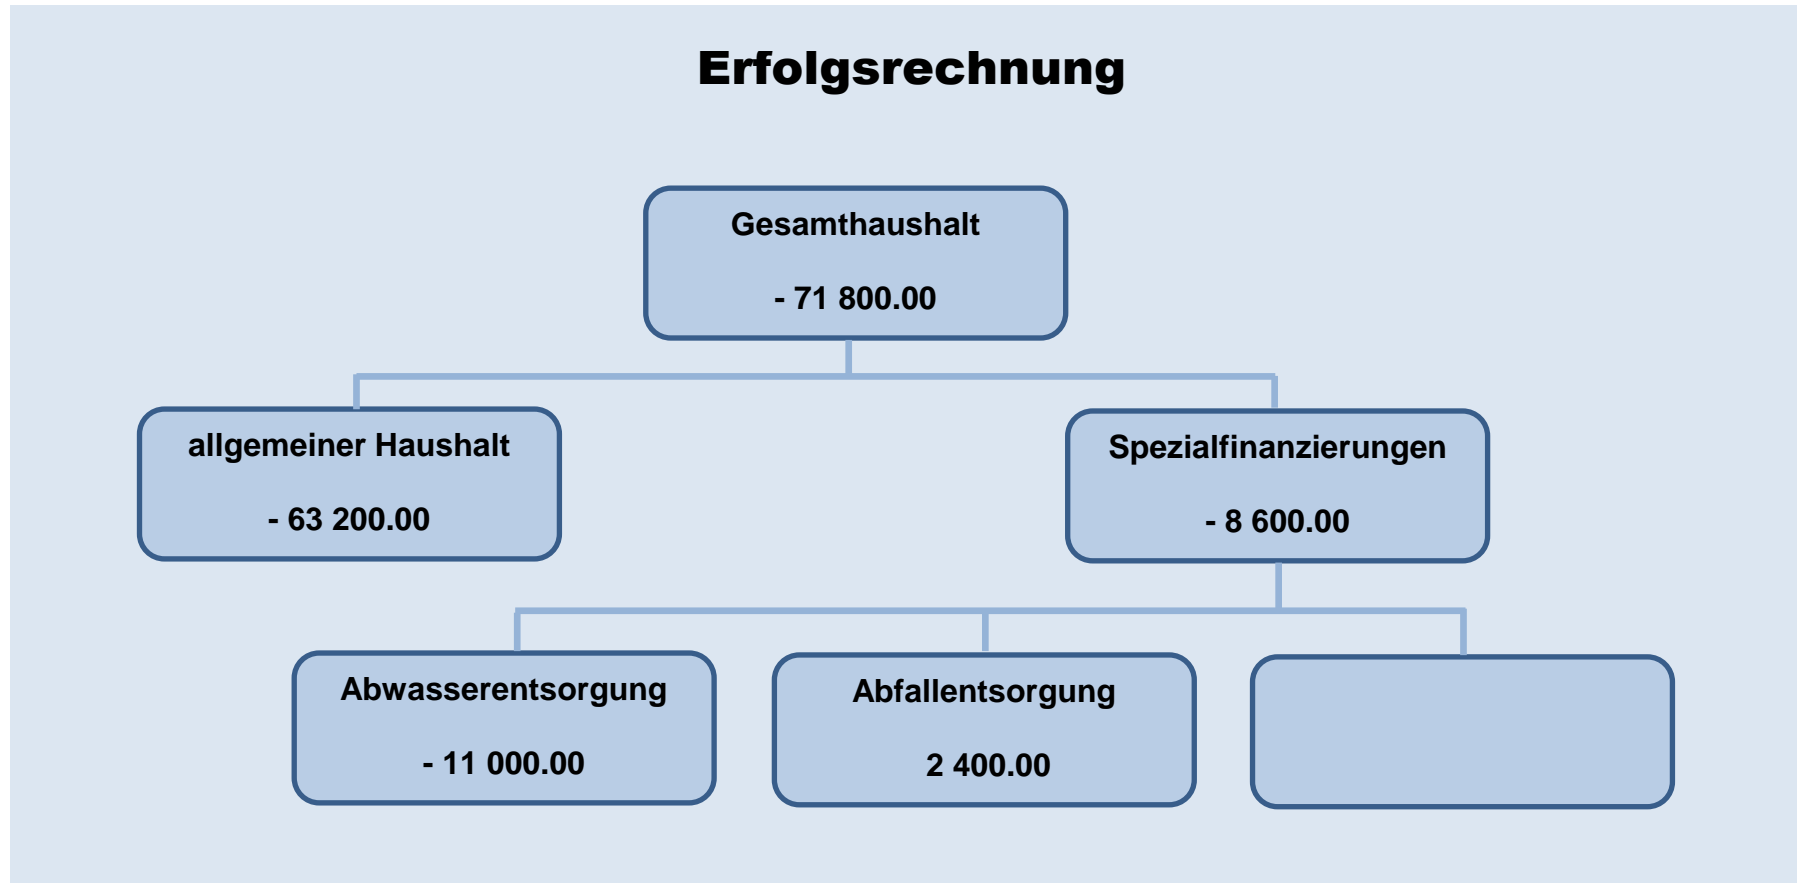 Erfolgsrechnung
Gesamthaushalt
- 71 800.00
allgemeiner Haushalt
- 63 200.00
Spezialfinanzierungen
- 8 600.00
Abwasserentsorgung
- 11 000.00
Abfallentsorgung
2 400.00